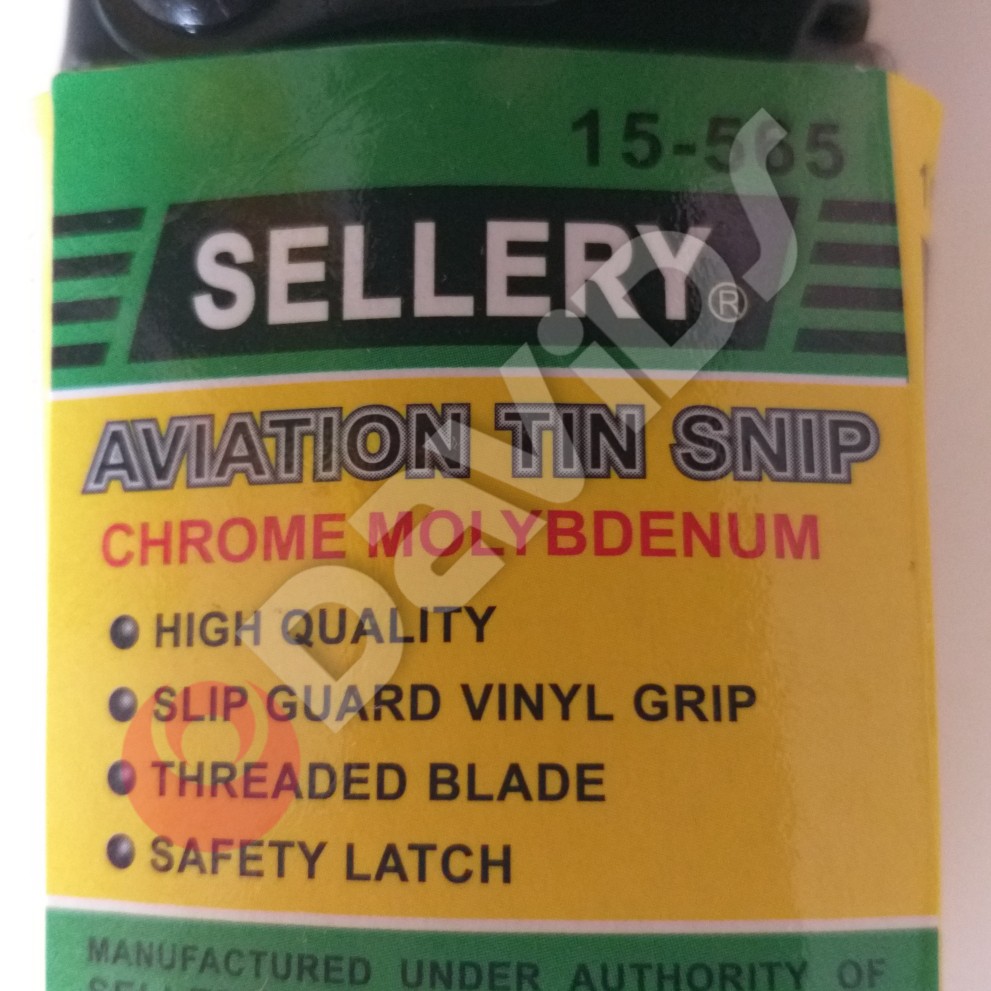 15-565
SELLERY®
AVIATION TIN SNIP
CHROME MOLYBDENUM
● HIGH QUALITY
● SLIP GUARD VINYL GRIP
● THREADED BLADE
● SAFETY LATCH
MANUFACTURED UNDER AUTHORITY OF
DaViDS